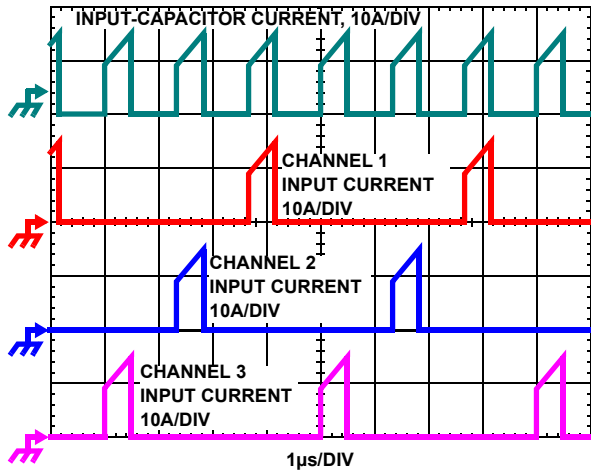 INPUT-CAPACITOR CURRENT, 10A/DIV
CHANNEL 1
INPUT CURRENT
10A/DIV
CHANNEL 2
INPUT CURRENT
10A/DIV
CHANNEL 3
INPUT CURRENT
10A/DIV
1µs/DIV